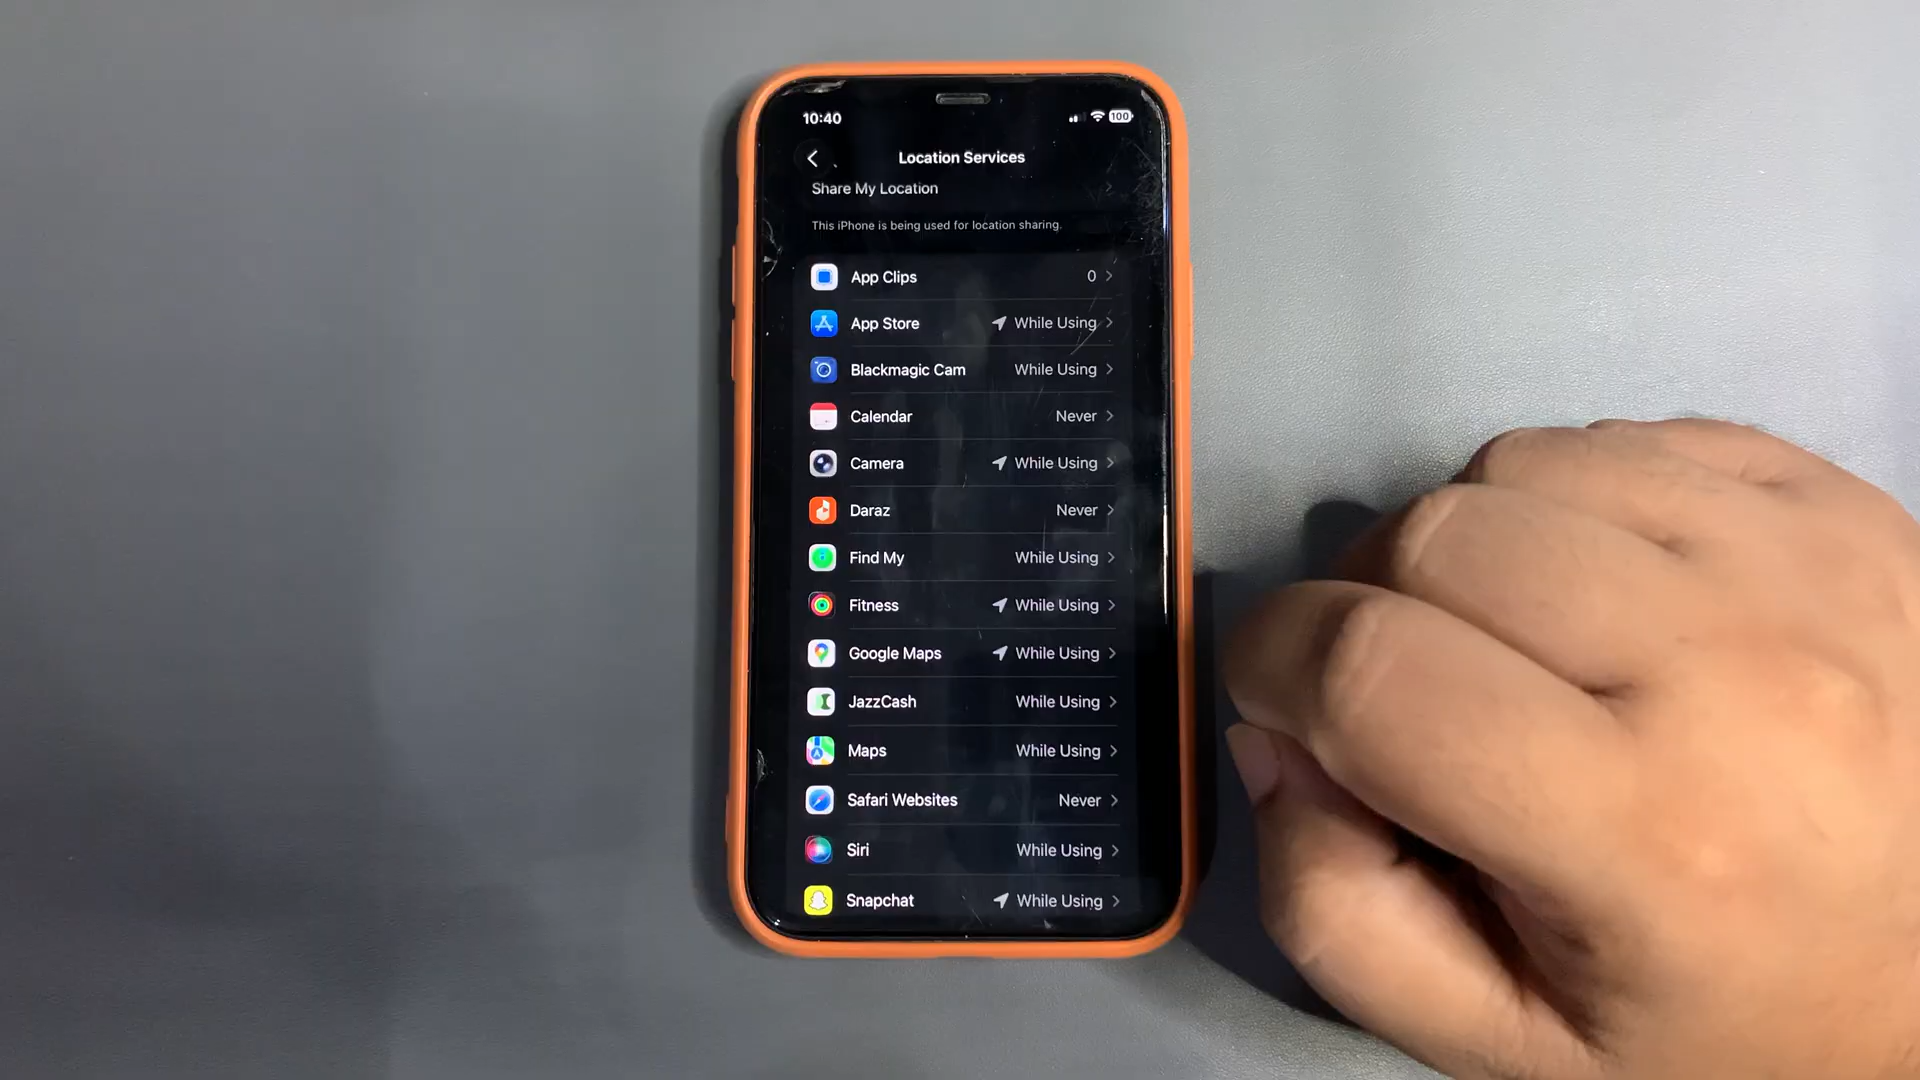 10:40
100
Location Services
Share My Location
This iPhone is being used for location sharing.
App Clips 0
App Store While Using
Blackmagic Cam While Using
Calendar Never
Camera While Using
Daraz Never
Find My While Using
Fitness While Using
Google Maps While Using
JazzCash While Using
Maps While Using
Safari Websites Never
Siri While Using
Snapchat While Using